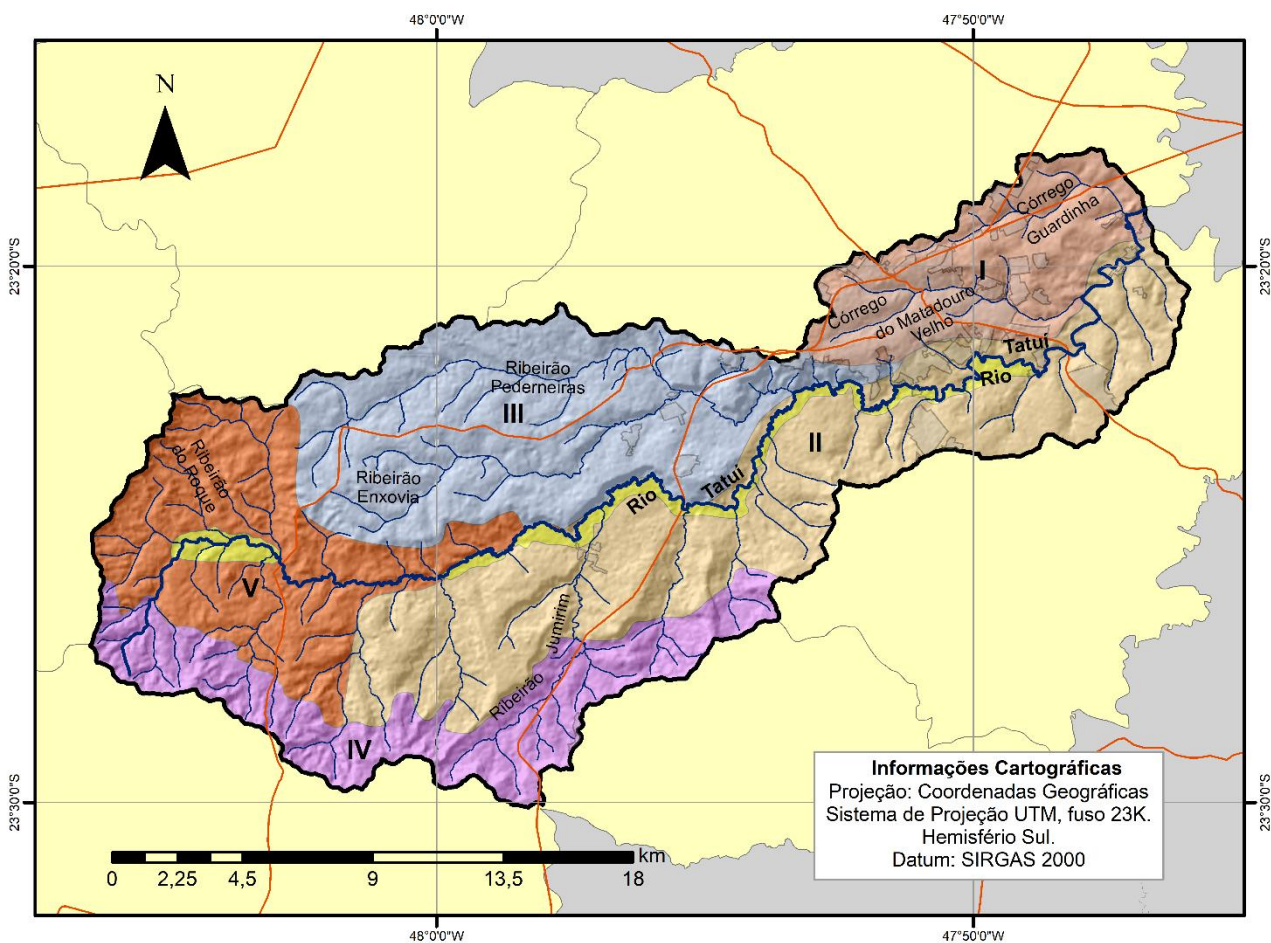 48°0'0"W
47°50'0"W
N
23°20'0"S
23°20'0"S
Córrego
Guardinha
I
Córrego
do Matadouro
Velho
Tatuí
Rio
Ribeirão
Pederneiras
III
II
Ribeirão
do Roque
Ribeirão
Enxovia
Rio
Tatuí
V
Jumirim
Ribeirão
IV
23°30'0"S
23°30'0"S
Informações Cartográficas
Projeção: Coordenadas Geográficas
Sistema de Projeção UTM, fuso 23K.
Hemisfério Sul.
Datum: SIRGAS 2000
km
0 2,25 4,5 9 13,5 18
48°0'0"W
47°50'0"W